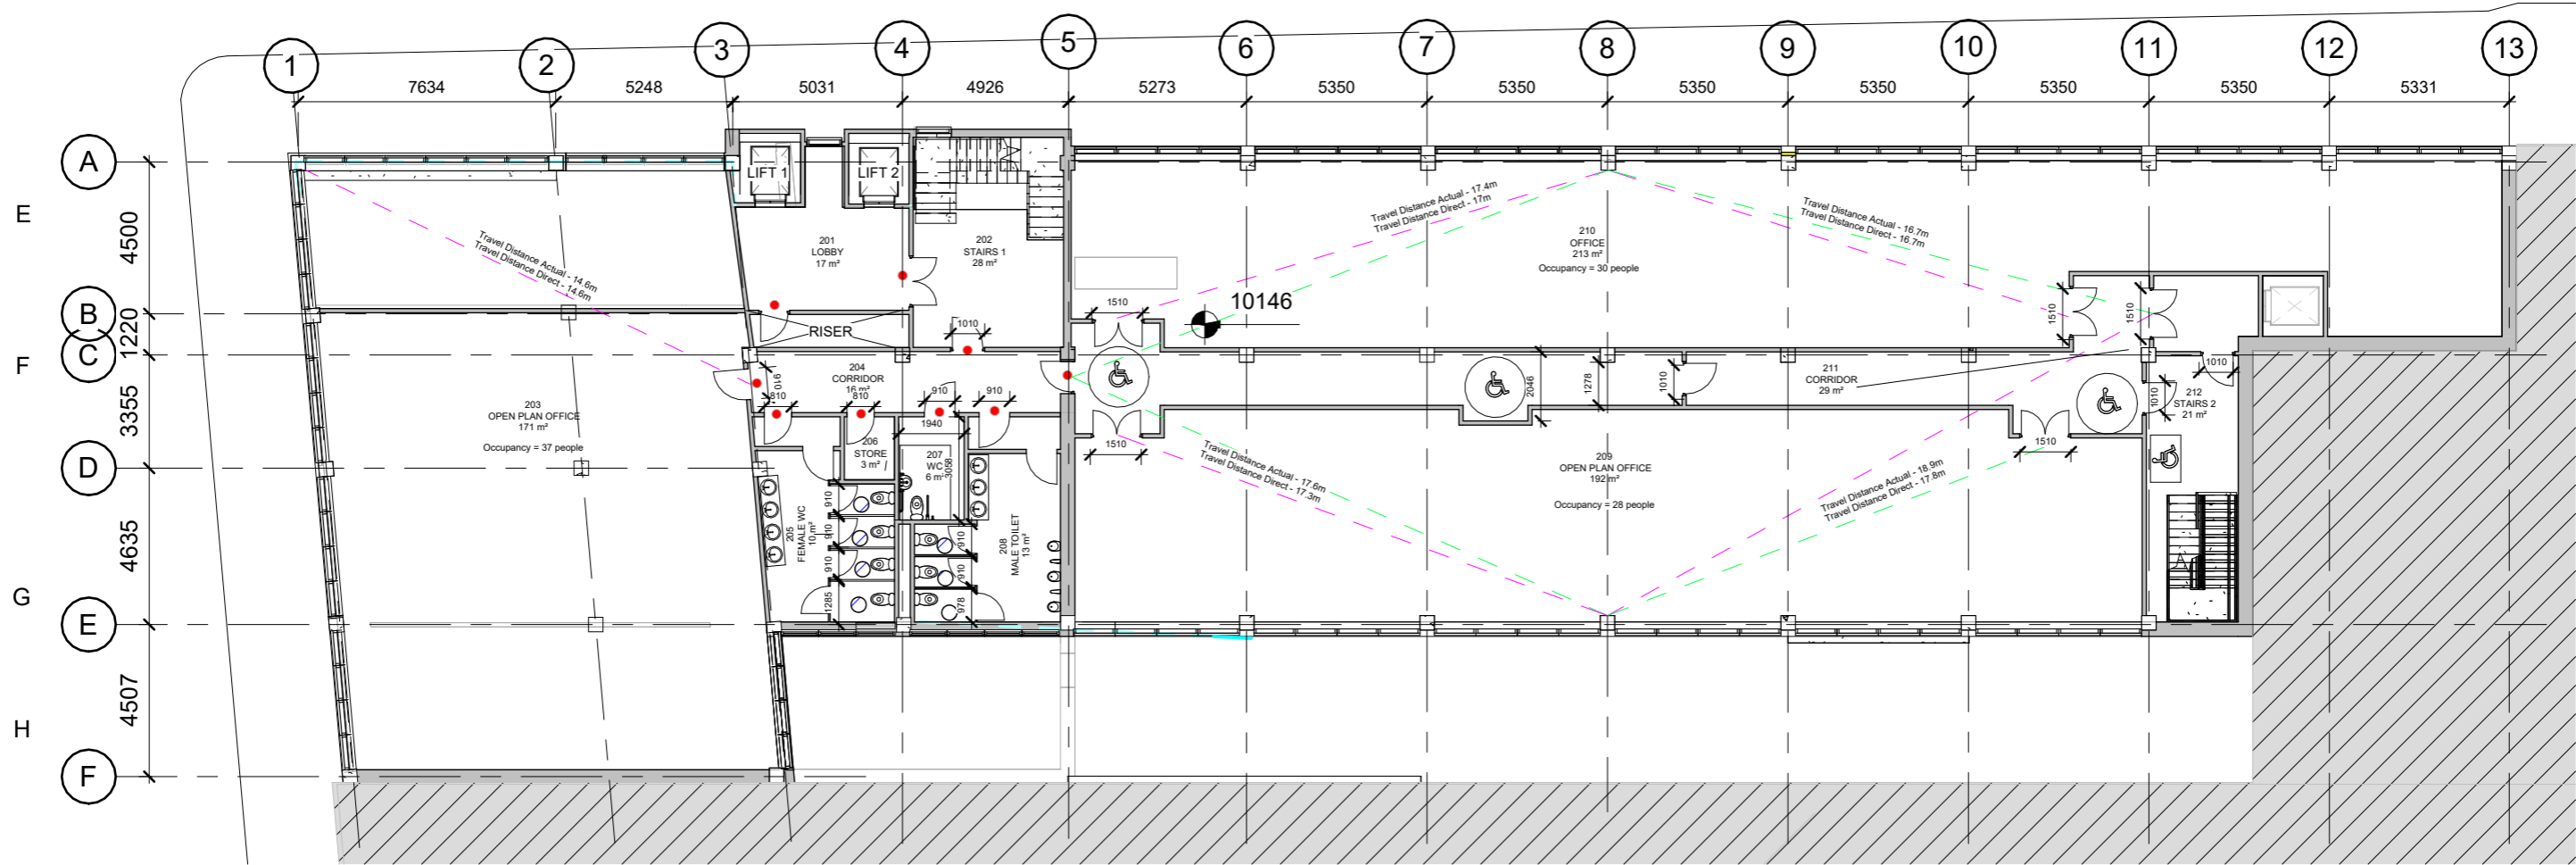 1
2
3
4
5
6
7
8
9
10
11
12
13
7634
5248
5031
4926
5273
5350
5350
5350
5350
5350
5350
5331
A
B
C
D
E
F
E
F
G
H
4500
1220
3355
4635
4507
LIFT 1
LIFT 2
201
LOBBY
17 m²
202
STAIRS 1
28 m²
RISER
1010
Travel Distance Actual - 14.6m
Travel Distance Direct - 14.6m
203
OPEN PLAN OFFICE
171 m²
Occupancy = 37 people
204
CORRIDOR
16 m²
910
810
810
910
910
1940
205
FEMALE WC
10 m²
206
STORE
3 m²
207
WC
6 m²
3058
208
MALE TOILET
13 m²
910
910
910
1285
910
910
978
Travel Distance Actual - 17.4m
Travel Distance Direct - 17m
210
OFFICE
213 m²
Occupancy = 30 people
Travel Distance Actual - 16.7m
Travel Distance Direct - 16.7m
1510
10146
1510
1510
2046
1278
1010
211
CORRIDOR
29 m²
1010
1010
212
STAIRS 2
21 m²
1510
1510
Travel Distance Actual - 17.6m
Travel Distance Direct - 17.3m
209
OPEN PLAN OFFICE
192 m²
Occupancy = 28 people
Travel Distance Actual - 18.9m
Travel Distance Direct - 17.8m